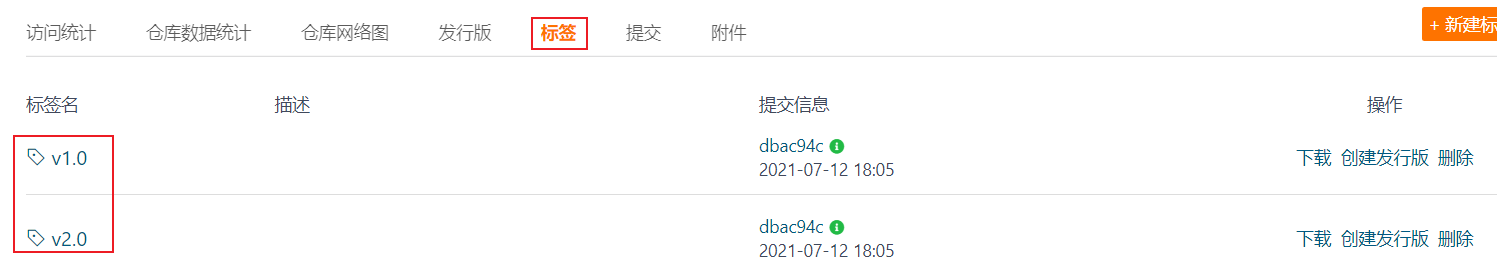 访问统计 仓库数据统计 仓库网络图 发行版 标签 提交 附件 + 新建标
标签名 描述 提交信息 操作
v1.0 dbac94c 下载 创建发行版 删除
2021-07-12 18:05
v2.0 dbac94c 下载 创建发行版 删除
2021-07-12 18:05